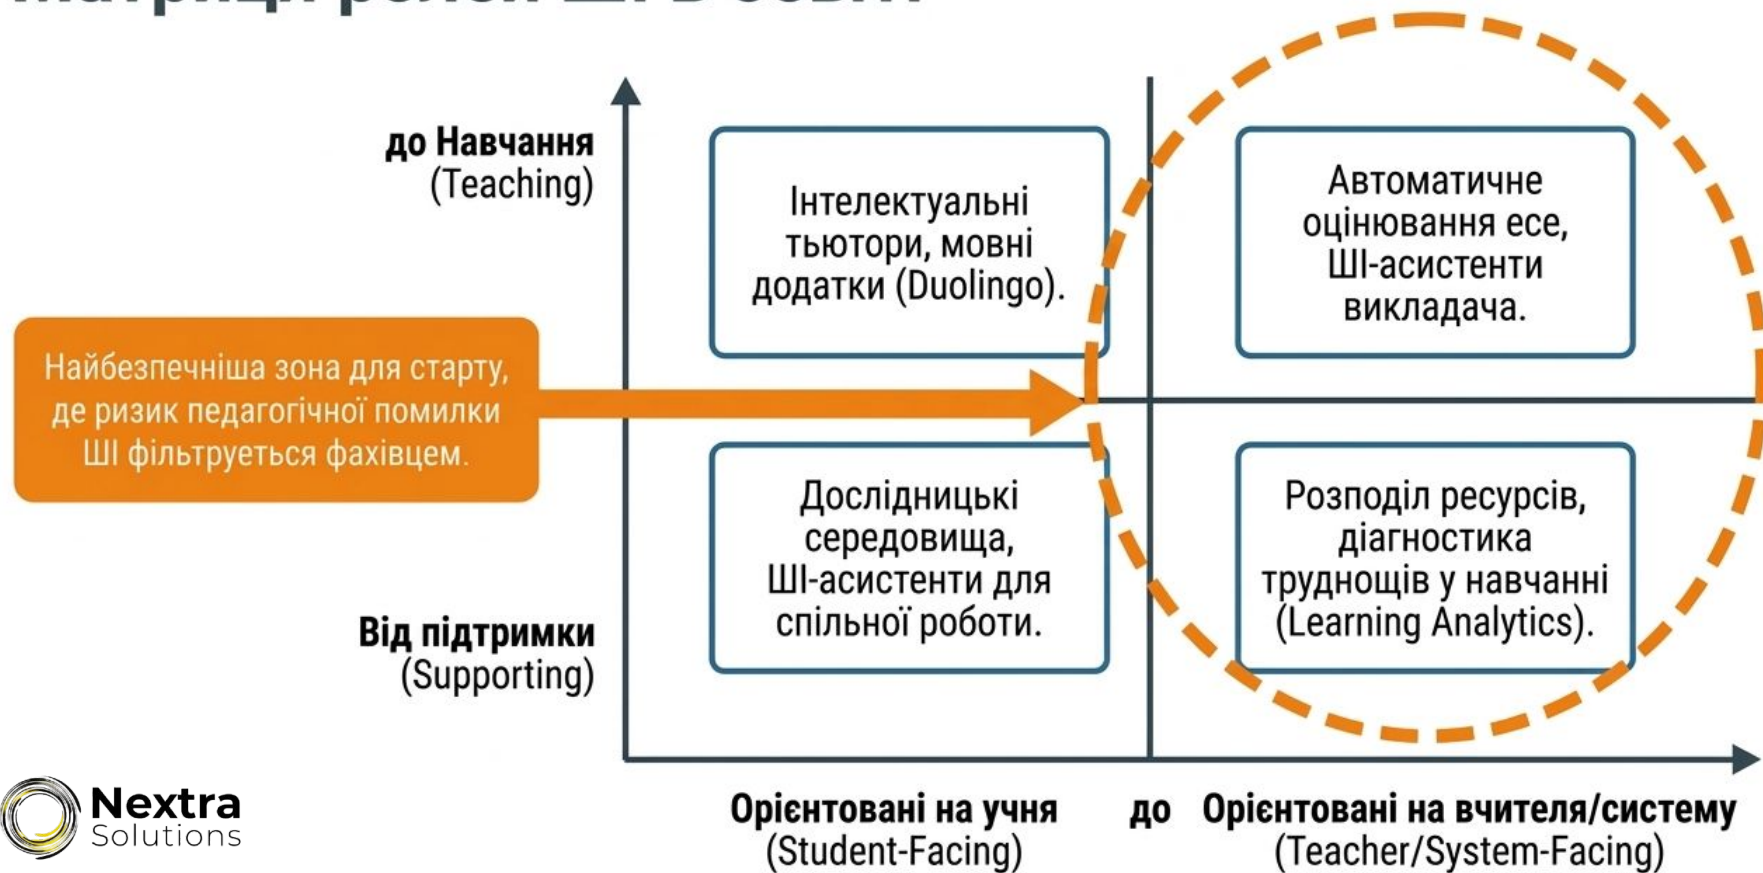 до Навчання
(Teaching)
Інтелектуальні
тьютори, мовні
додатки (Duolingo).
Автоматичне
оцінювання есе,
ШІ-асистенти
викладача.
Найбезпечніша зона для старту,
де ризик педагогічної помилки
ШІ фільтрується фахівцем.
Від підтримки
(Supporting)
Дослідницькі
середовища,
ШІ-асистенти для
спільної роботи.
Розподіл ресурсів,
діагностика
труднощів у навчанні
(Learning Analytics).
Орієнтовані на учня
(Student-Facing)
до
Орієнтовані на вчителя/систему
(Teacher/System-Facing)
Nextra
Solutions